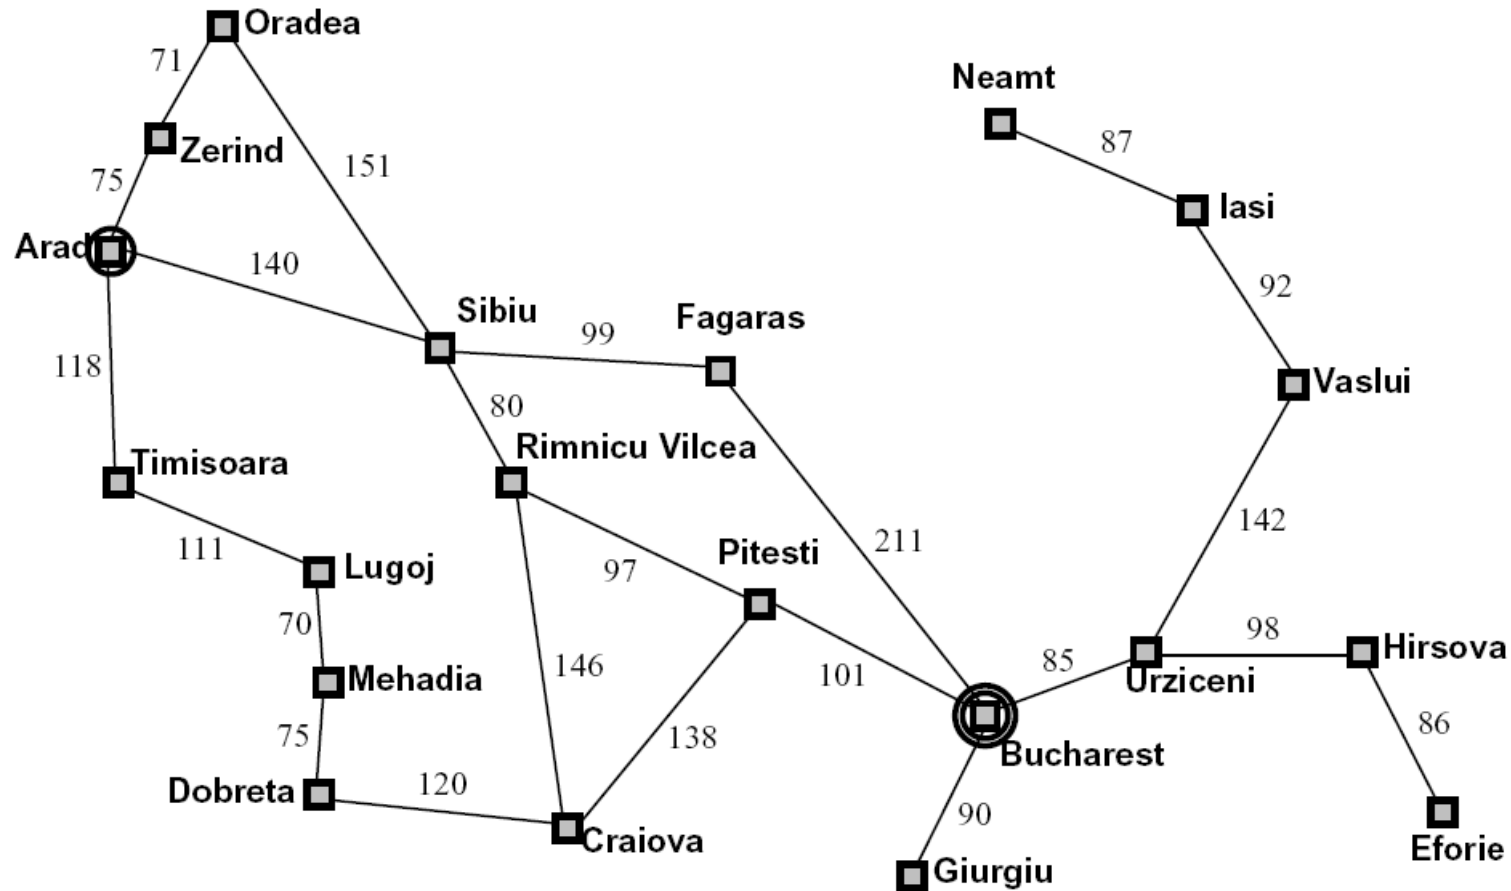 Oradea
71
Neamt
87
Zerind
151
75
Iasi
Arad
140
92
Sibiu
Fagaras
99
118
Vaslui
80
Rimnicu Vilcea
Timisoara
142
211
111
Pitesti
Lugoj
97
70
98
Hirsova
146
85
101
Mehadia
Urziceni
75
138
86
Bucharest
Dobreta
120
90
Craiova
Eforie
Giurgiu